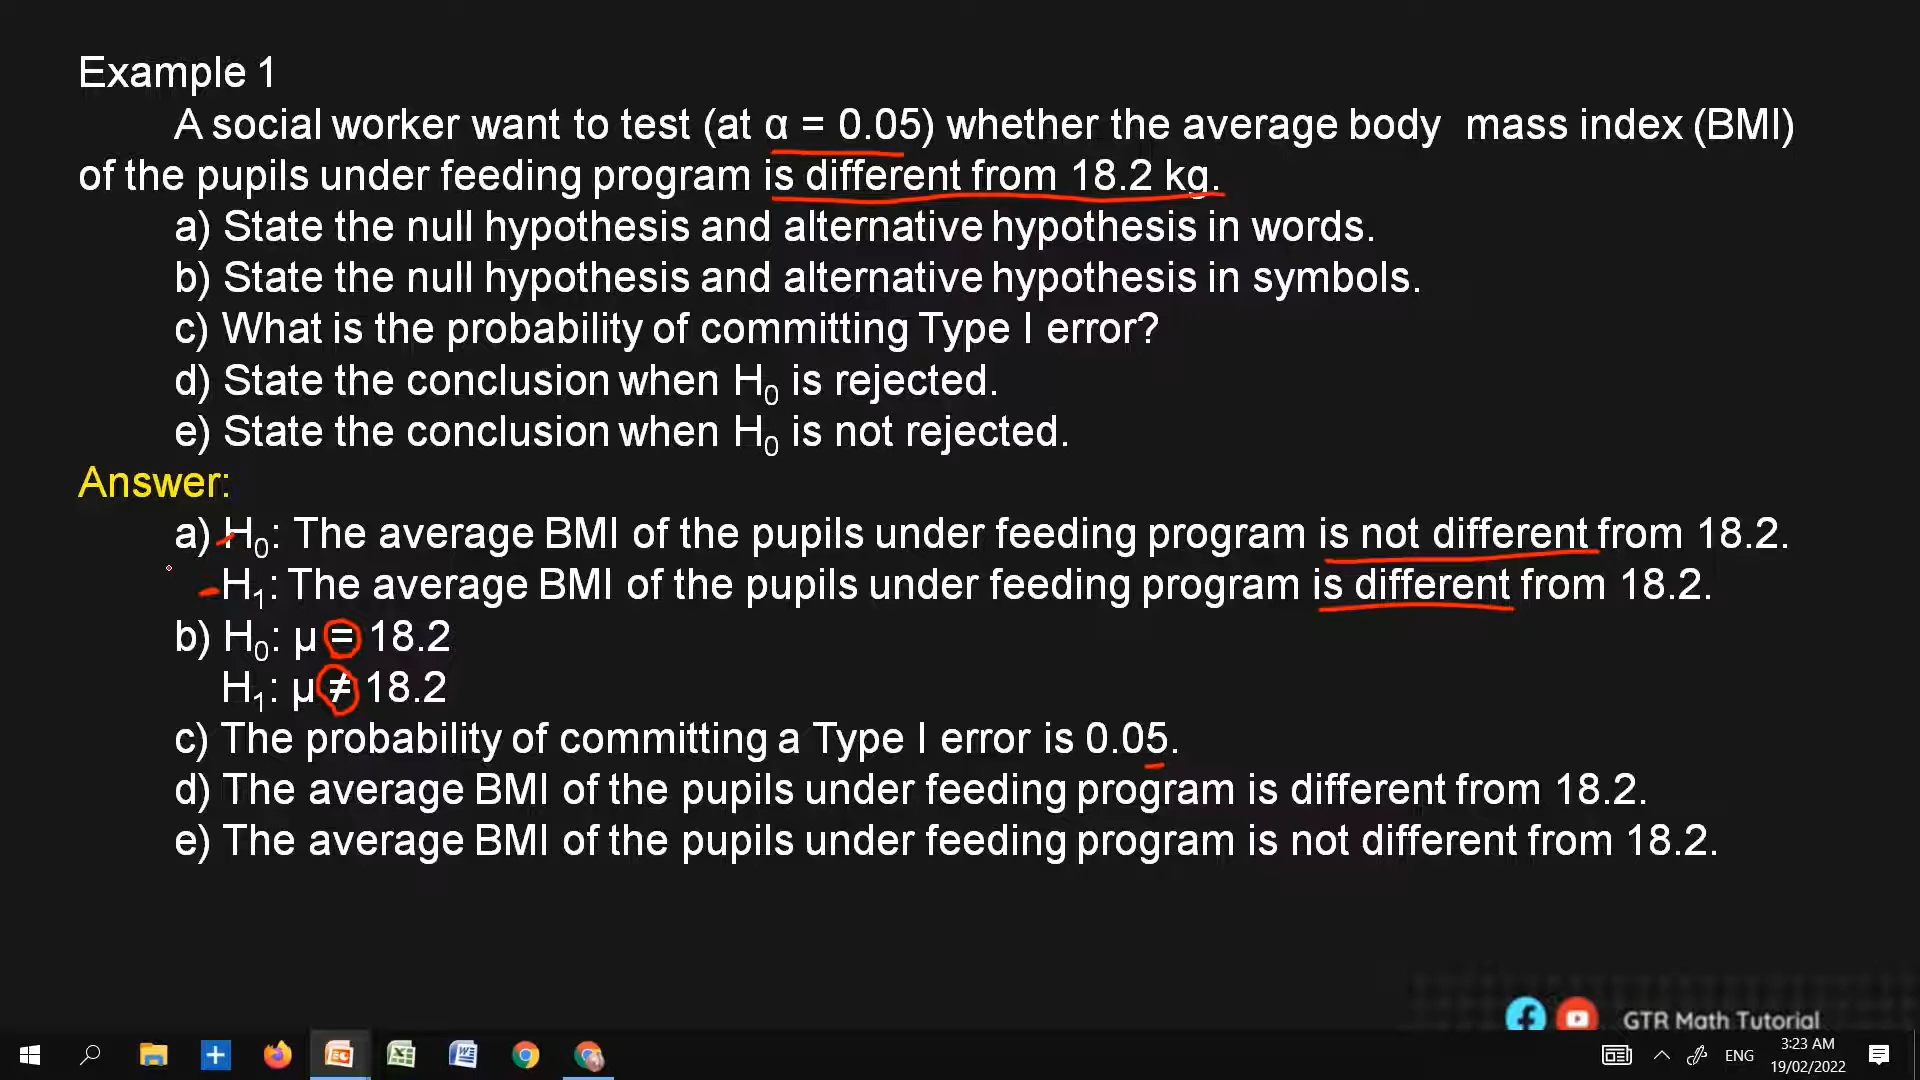 Example 1
A social worker want to test (at α = 0.05) whether the average body mass index (BMI)
of the pupils under feeding program is different from 18.2 kg.
a) State the null hypothesis and alternative hypothesis in words.
b) State the null hypothesis and alternative hypothesis in symbols.
c) What is the probability of committing Type I error?
d) State the conclusion when H₀ is rejected.
e) State the conclusion when H₀ is not rejected.
Answer:
a) H₀: The average BMI of the pupils under feeding program is not different from 18.2.
H₁: The average BMI of the pupils under feeding program is different from 18.2.
b) H₀: μ = 18.2
H₁: μ ≠ 18.2
c) The probability of committing a Type I error is 0.05.
d) The average BMI of the pupils under feeding program is different from 18.2.
e) The average BMI of the pupils under feeding program is not different from 18.2.
GTR Math Tutorial
3:23 AM
ENG
19/02/2022